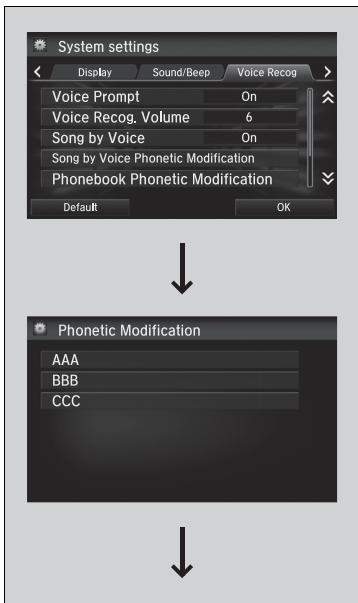 System settings
Display Sound/Beep Voice Recog
Voice Prompt On
Voice Recog. Volume 6
Song by Voice On
Song by Voice Phonetic Modification
Phonebook Phonetic Modification
Default OK
Phonetic Modification
AAA
BBB
CCC